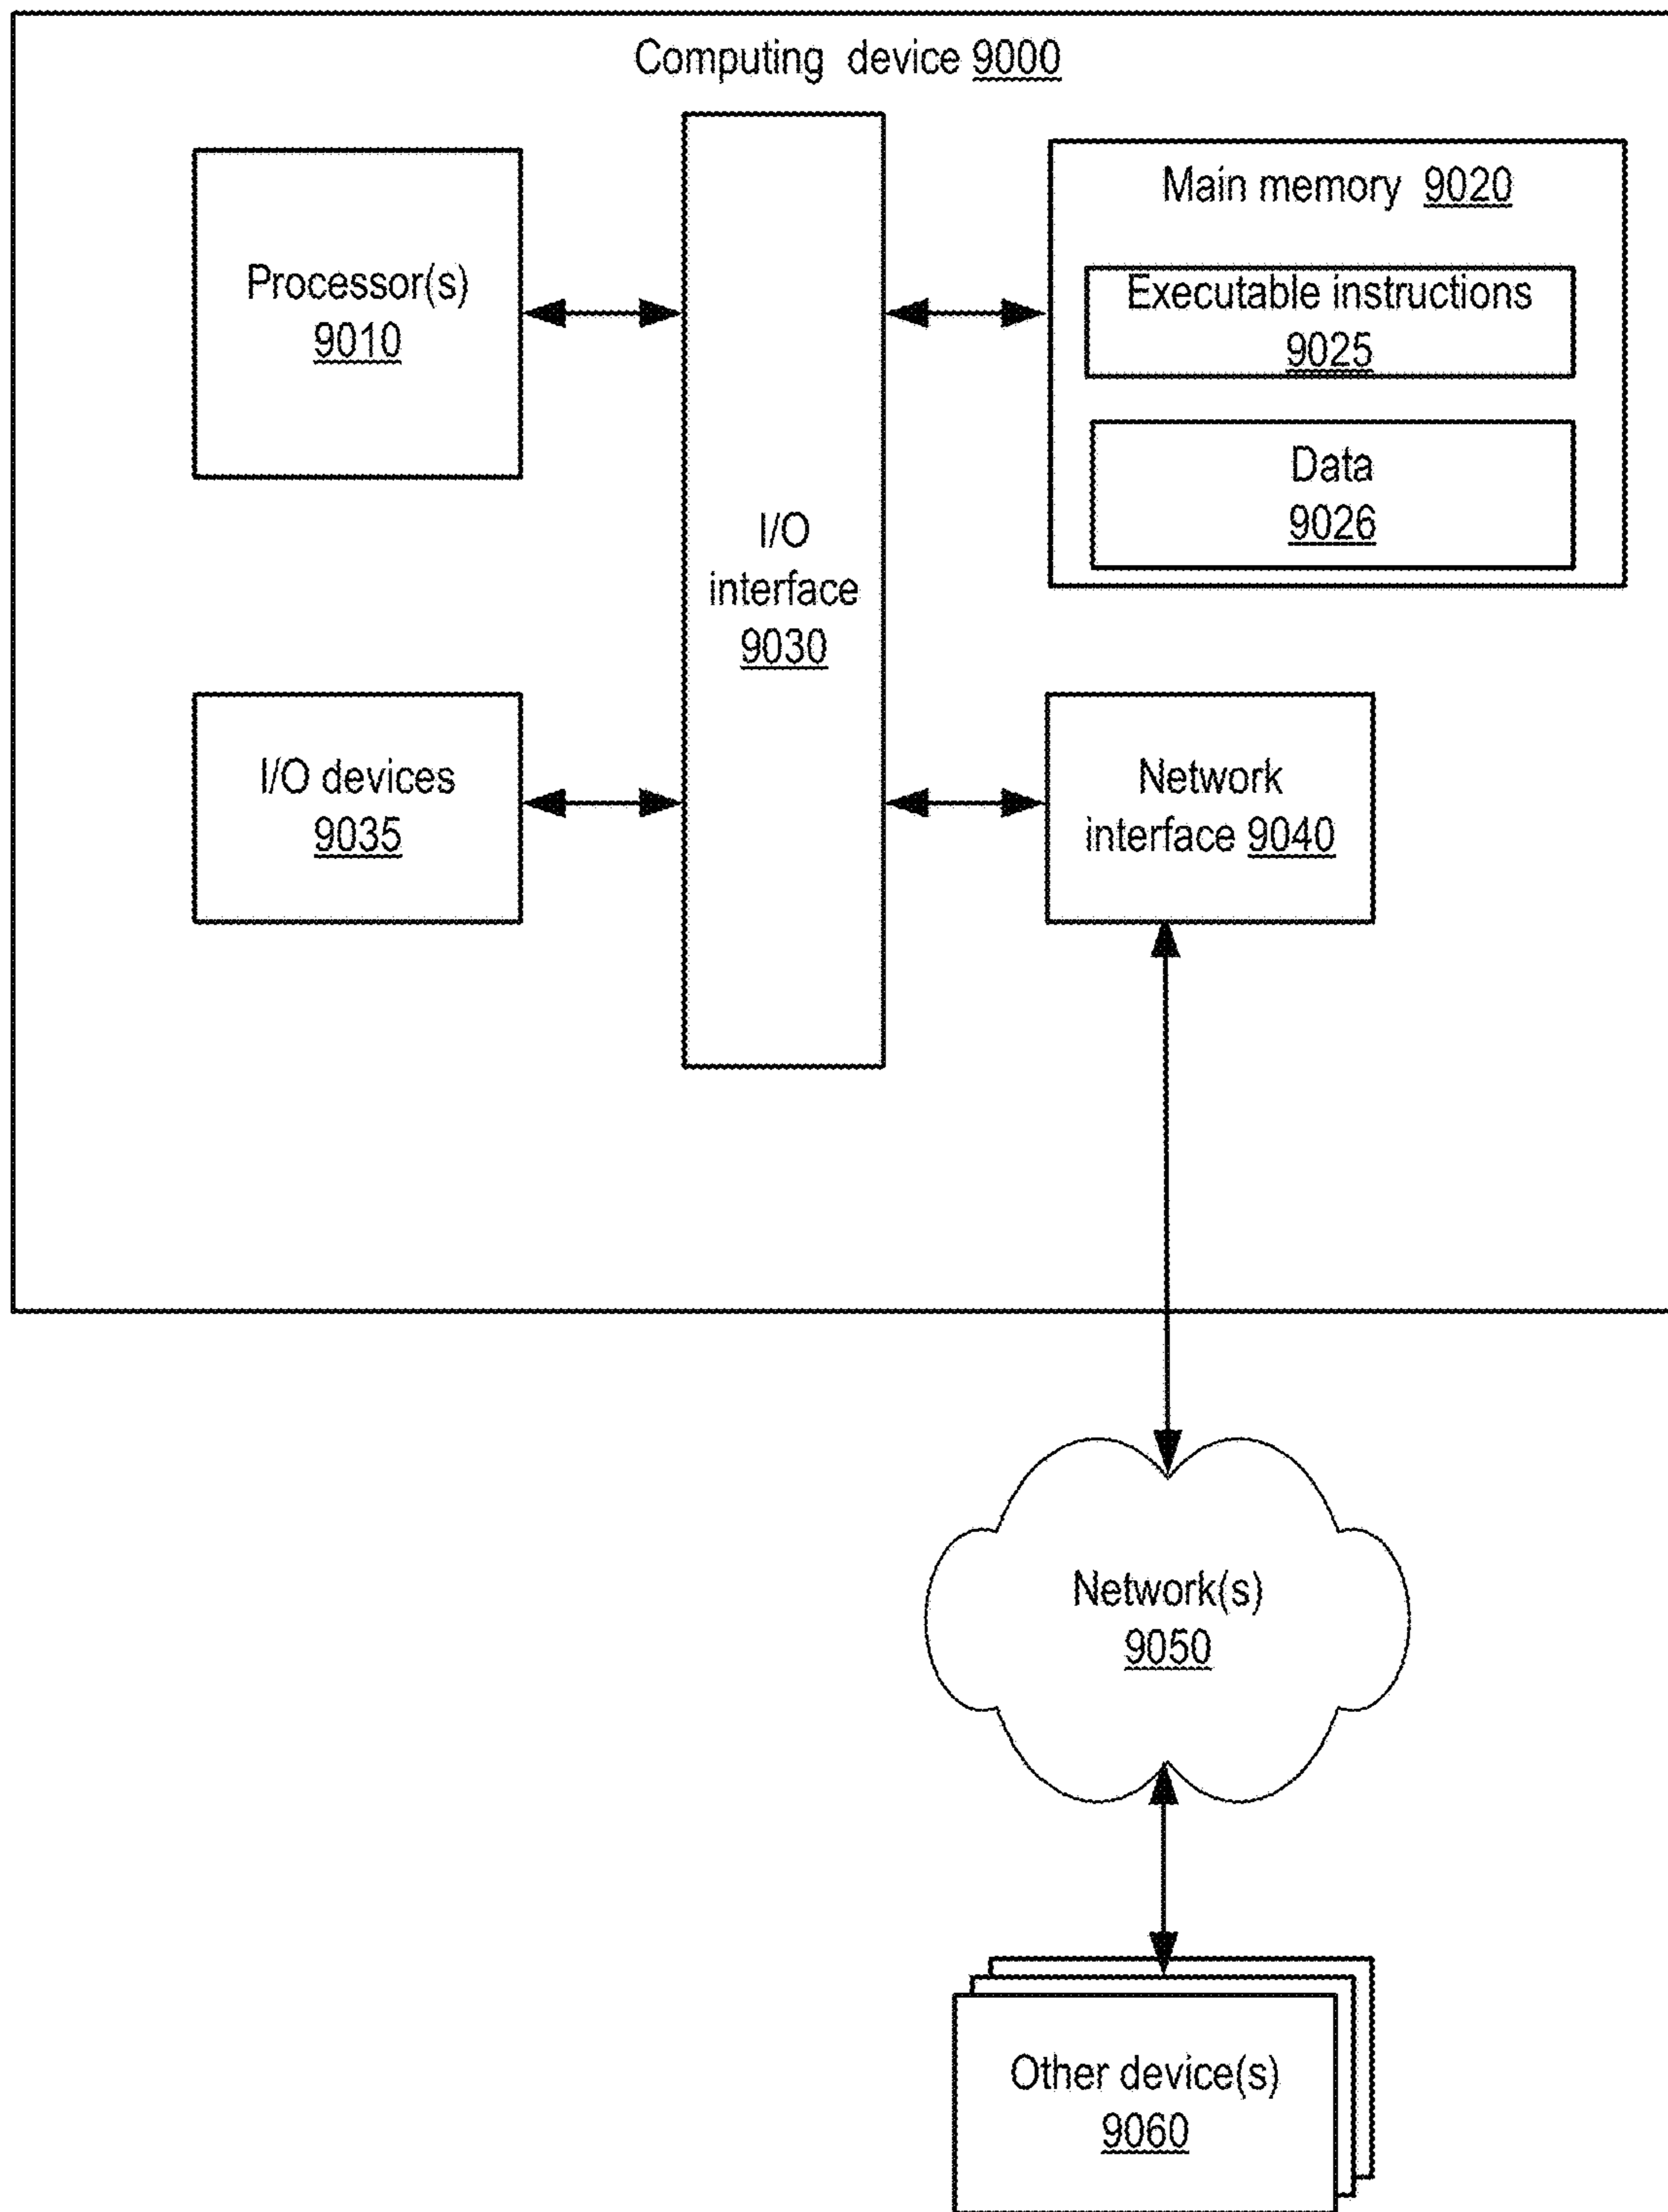 Computing device 9000
Processor(s)
9010
I/O
interface
9030
Main memory 9020
Executable instructions
9025
Data
9026
I/O devices
9035
Network
interface 9040
Network(s)
9050
Other device(s)
9060